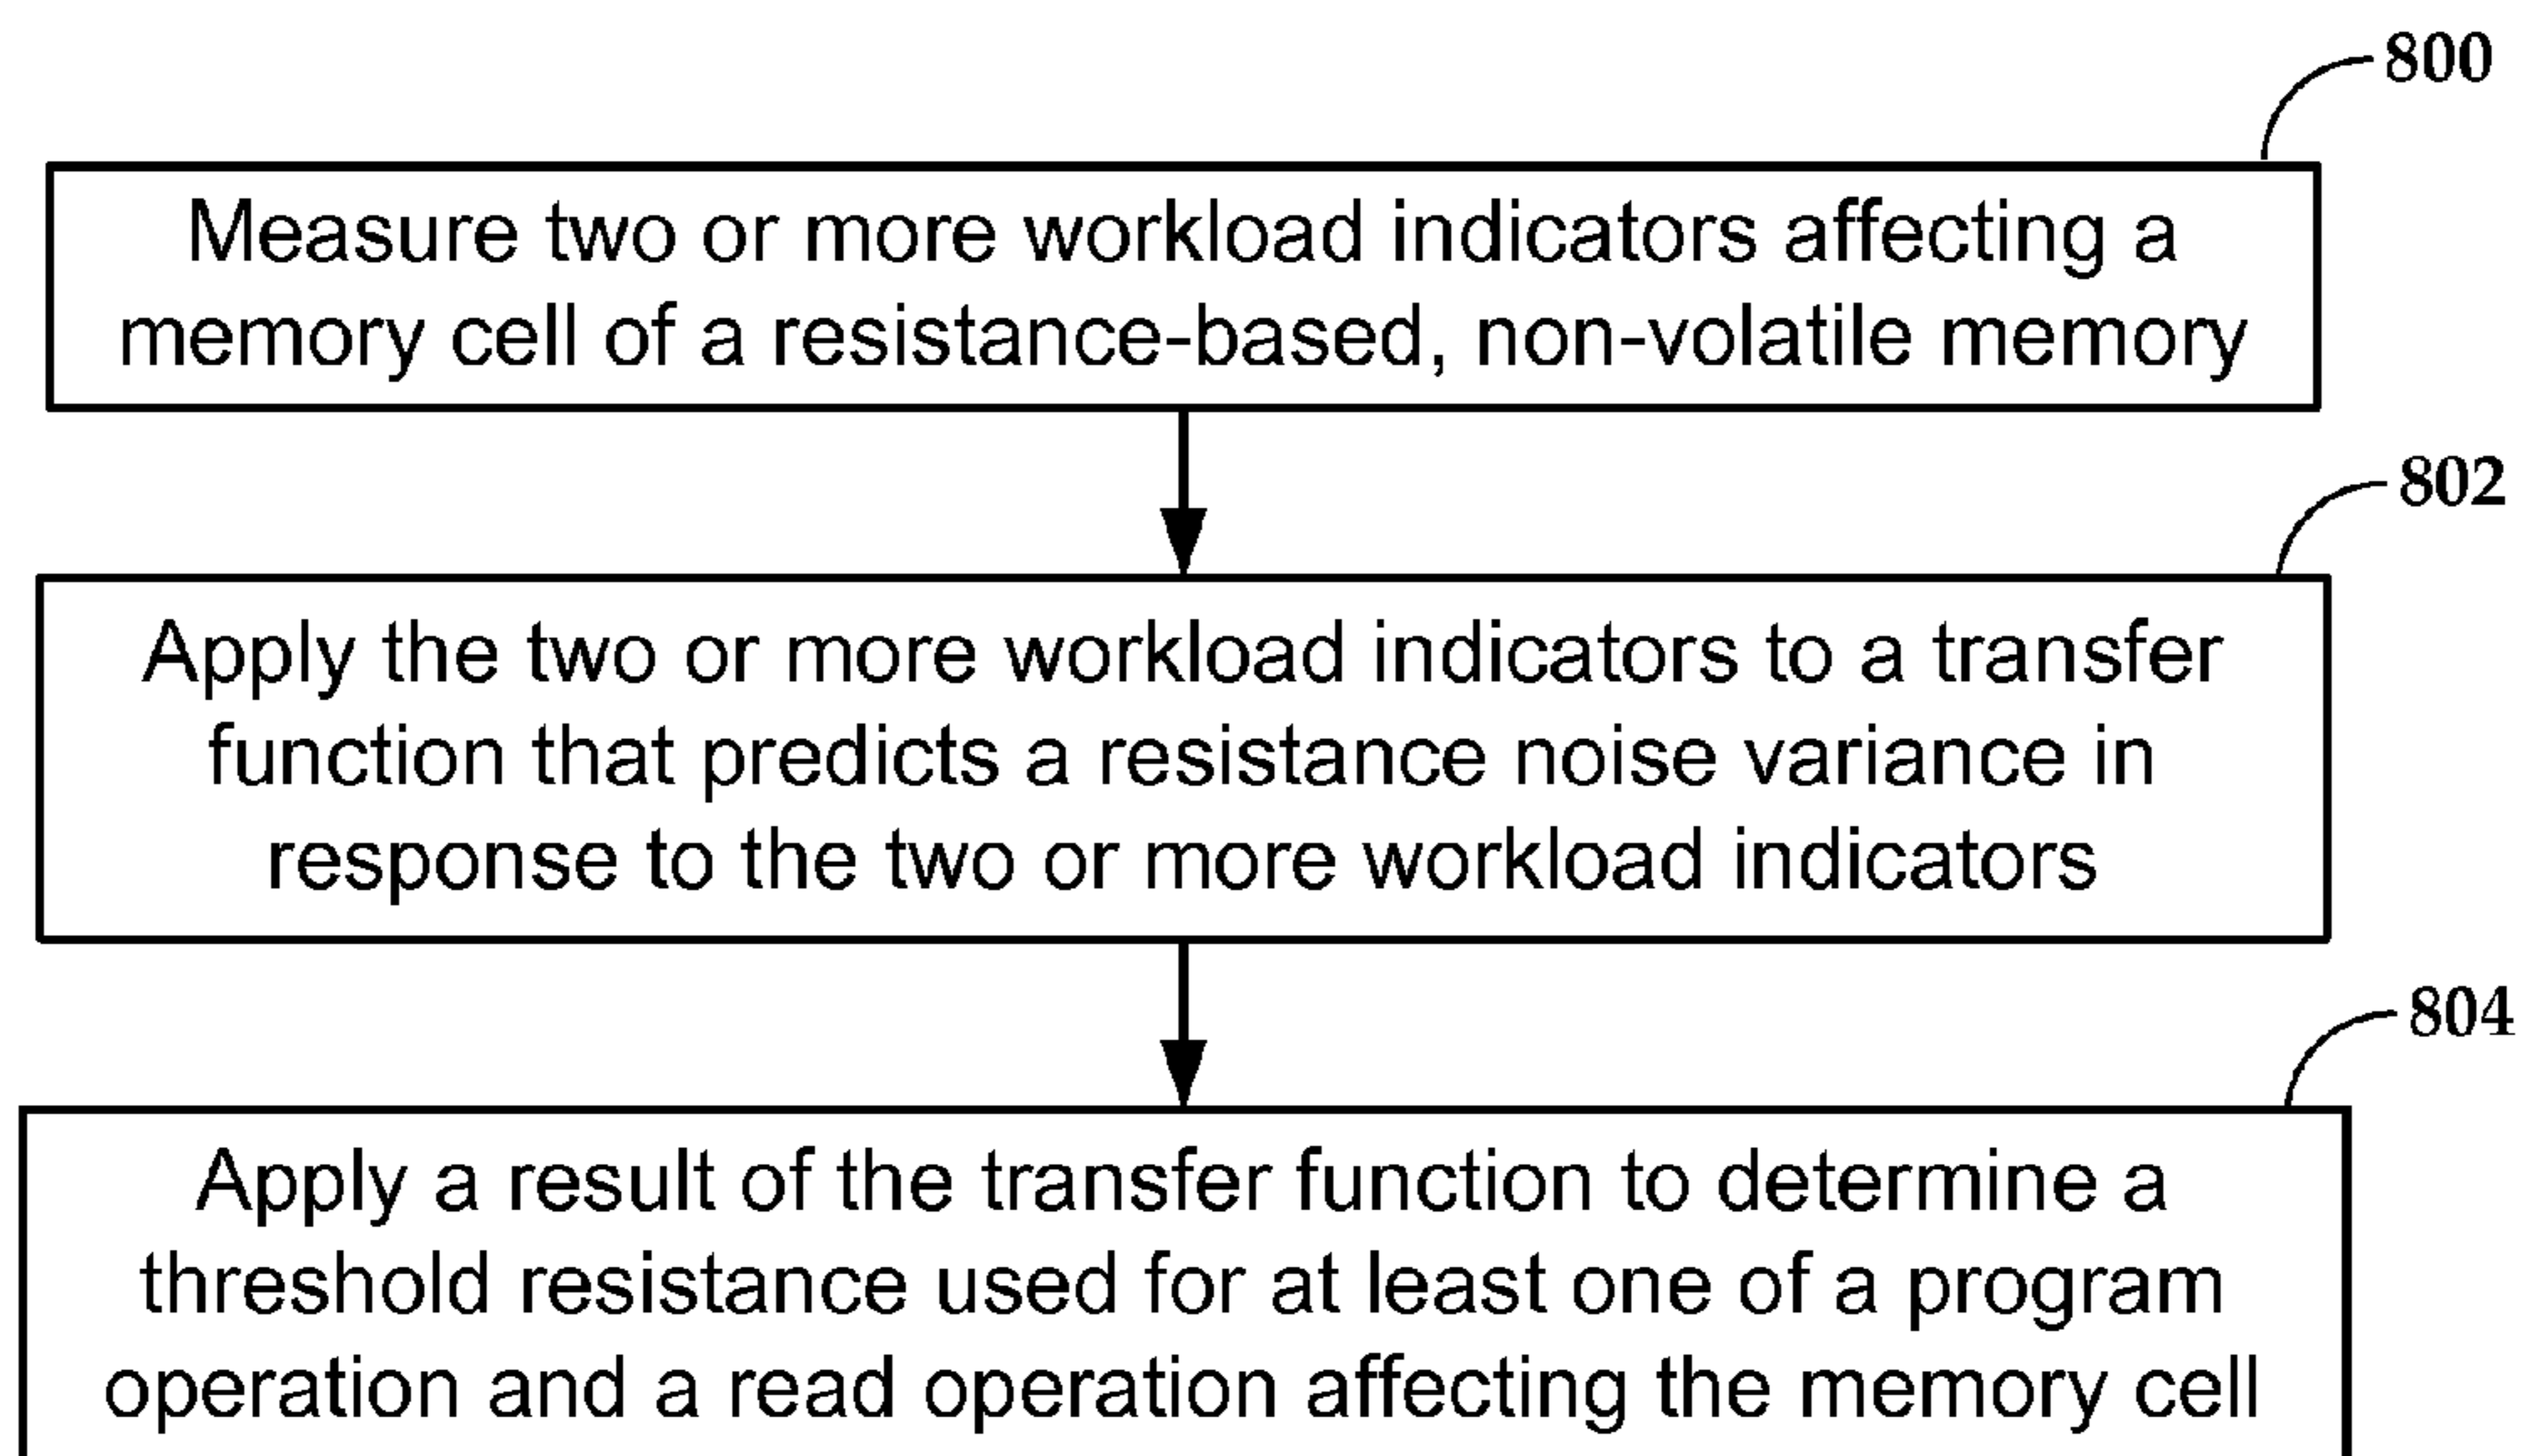 800
Measure two or more workload indicators affecting a
memory cell of a resistance-based, non-volatile memory
802
Apply the two or more workload indicators to a transfer
function that predicts a resistance noise variance in
response to the two or more workload indicators
804
Apply a result of the transfer function to determine a
threshold resistance used for at least one of a program
operation and a read operation affecting the memory cell